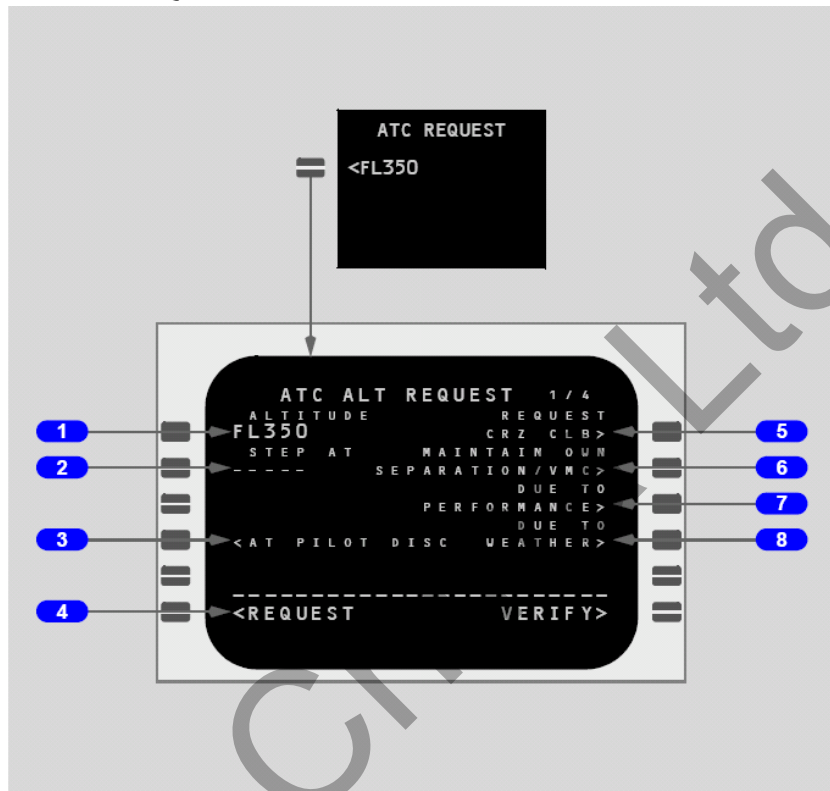 ATC REQUEST
<FL350
ATC ALT REQUEST 1/4
ALTITUDE REQUEST
FL350 CRZ CLB>
STEP AT MAINTAIN OWN
----- SEPARATION/VMC>
DUE TO
PERFORMANCE>
DUE TO
<AT PILOT DISC WEATHER>
<REQUEST VERIFY>
1
2
3
4
5
6
7
8
Ltd